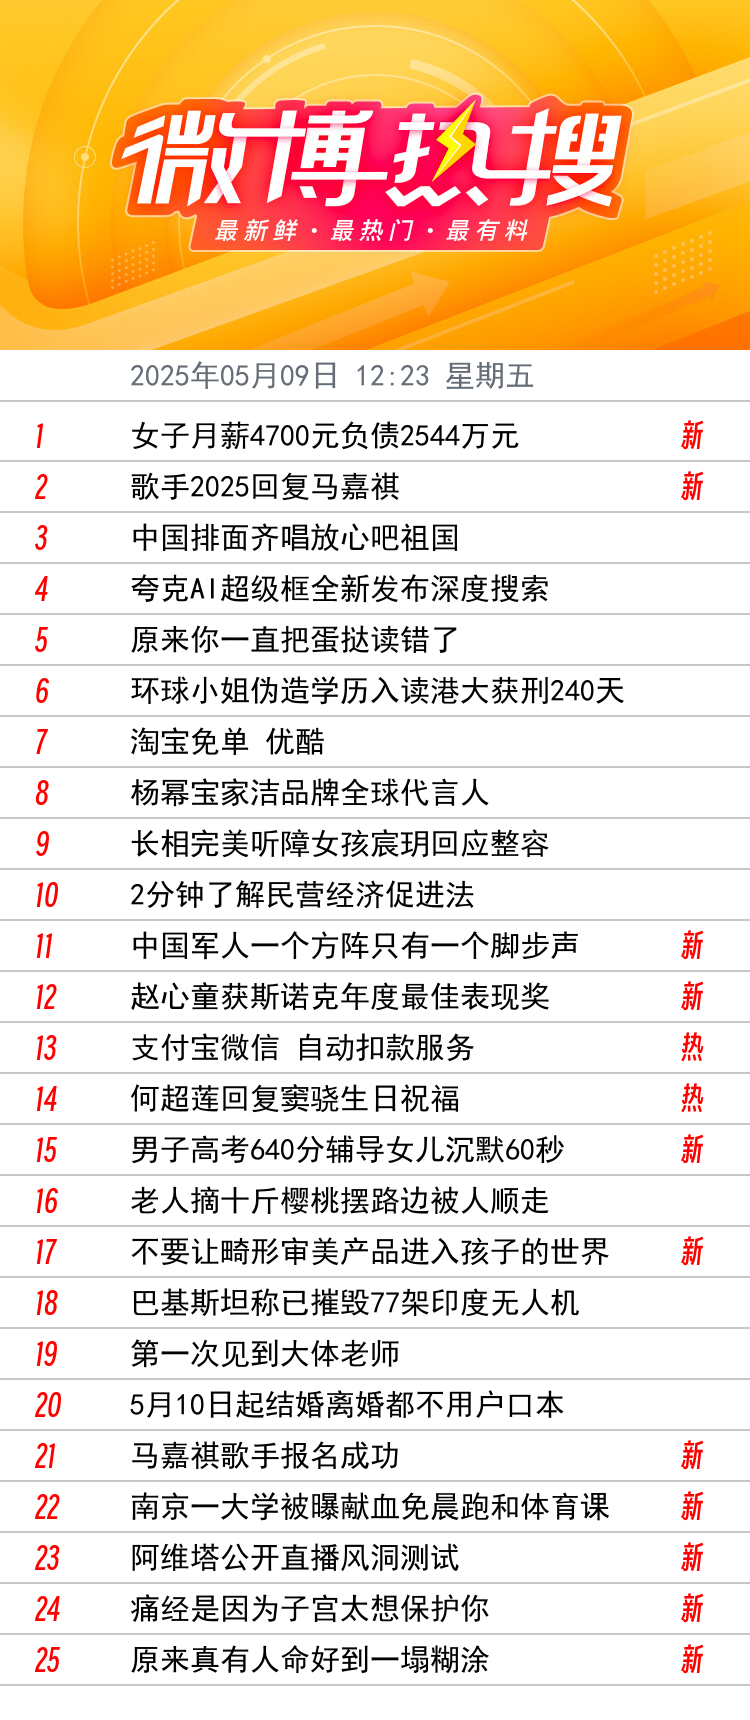 微博热搜
最新鲜·最热门·最有料
2025年05月09日 12:23 星期五
1 女子月薪4700元负债2544万元 新
2 歌手2025回复马嘉祺 新
3 中国排面齐唱放心吧祖国
4 夸克AI超级框全新发布深度搜索
5 原来你一直把蛋挞读错了
6 环球小姐伪造学历入读港大获刑240天
7 淘宝免单 优酷
8 杨幂宝家洁品牌全球代言人
9 长相完美听障女孩宸玥回应整容
10 2分钟了解民营经济促进法
11 中国军人一个方阵只有一个脚步声 新
12 赵心童获斯诺克年度最佳表现奖 新
13 支付宝微信 自动扣款服务 热
14 何超莲回复窦骁生日祝福 热
15 男子高考640分辅导女儿沉默60秒 新
16 老人摘十斤樱桃摆路边被人顺走
17 不要让畸形审美产品进入孩子的世界 新
18 巴基斯坦称已摧毁77架印度无人机
19 第一次见到大体老师
20 5月10日起结婚离婚都不用户口本
21 马嘉祺歌手报名成功 新
22 南京一大学被曝献血免晨跑和体育课 新
23 阿维塔公开直播风洞测试 新
24 痛经是因为子宫太想保护你 新
25 原来真有人命好到一塌糊涂 新